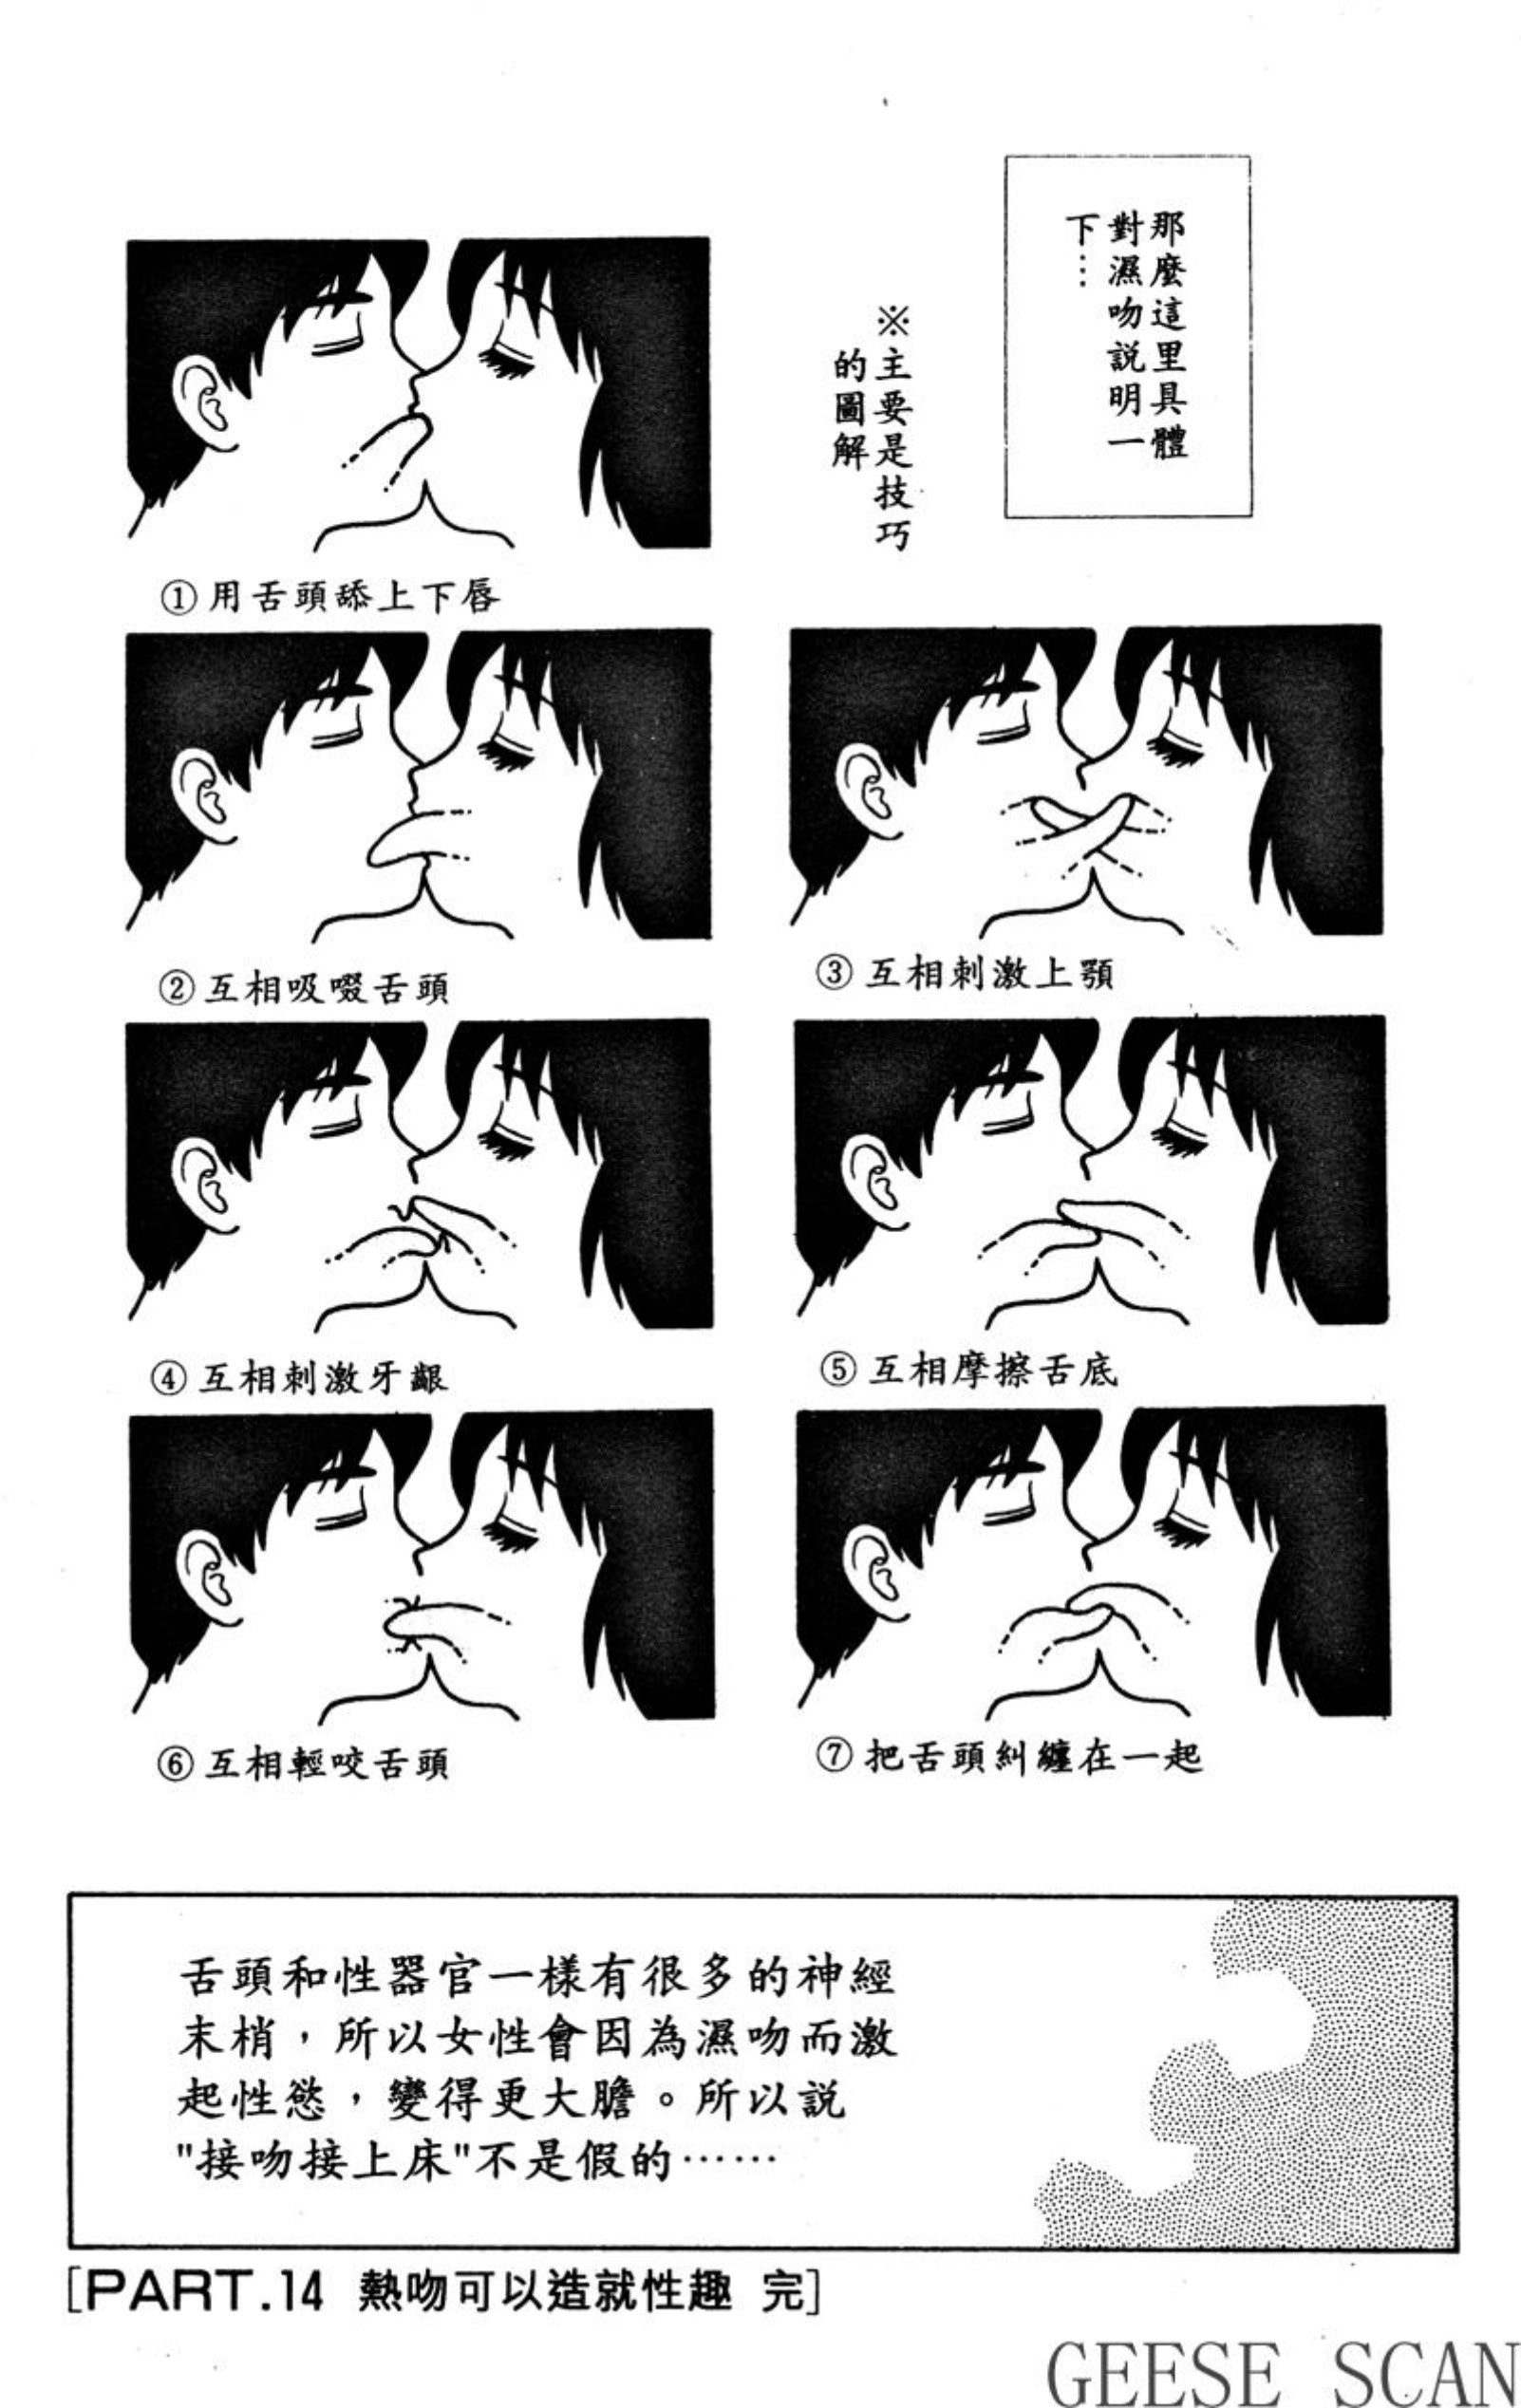 那麼這里具體
對濕吻説明一
下…
※主要是技巧
的圖解
①用舌頭舔上下唇
②互相吸啜舌頭
③互相刺激上顎
④互相刺激牙齦
⑤互相摩擦舌底
⑥互相輕咬舌頭
⑦把舌頭糾纏在一起
舌頭和性器官一樣有很多的神經
末梢，所以女性會因為濕吻而激
起性慾，變得更大膽。所以説
"接吻接上床"不是假的……
[PART.14 熱吻可以造就性趣 完]
GEESE SCAN